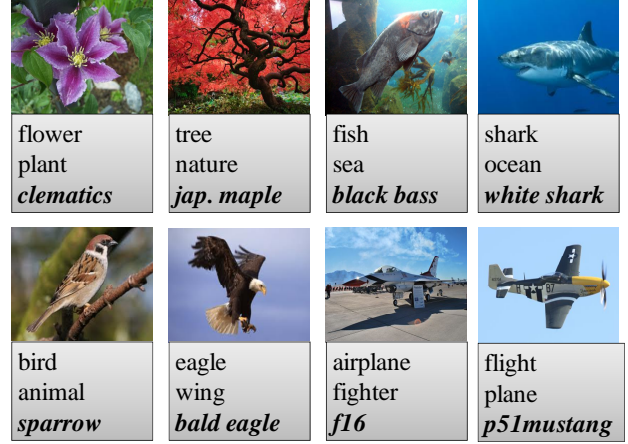 flower
plant
clematics
tree
nature
jap. maple
fish
sea
black bass
shark
ocean
white shark
bird
animal
sparrow
eagle
wing
bald eagle
airplane
fighter
f16
flight
plane
p51mustang